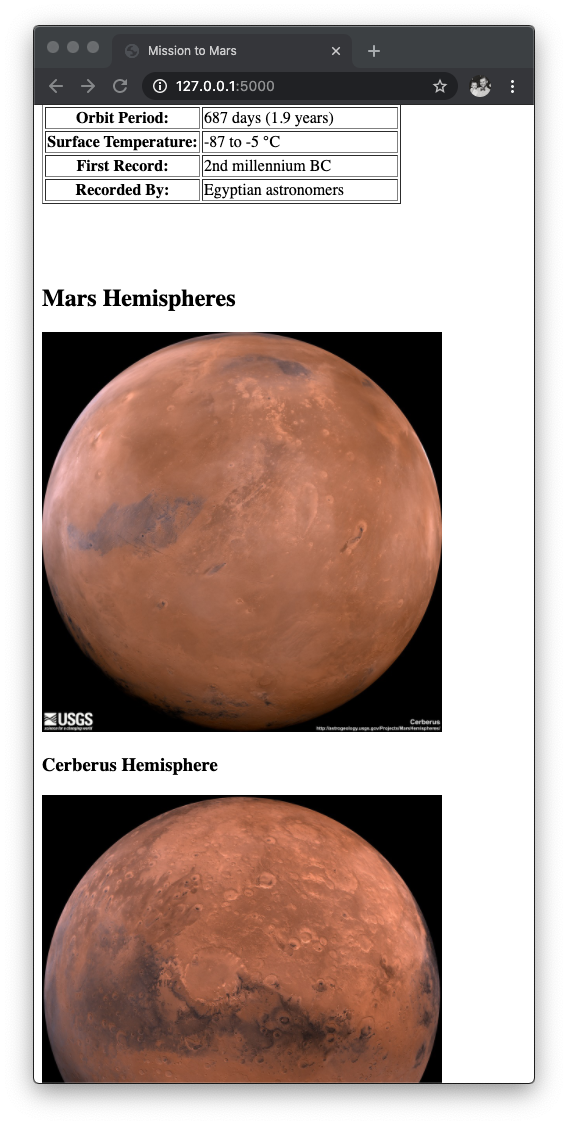 Mission to Mars
127.0.0.1:5000
Orbit Period: 687 days (1.9 years)
Surface Temperature: -87 to -5 °C
First Record: 2nd millennium BC
Recorded By: Egyptian astronomers
Mars Hemispheres
USGS
science for a changing world
Cerberus
http://astrogeology.usgs.gov/Projects/MarsHemispheres/
Cerberus Hemisphere